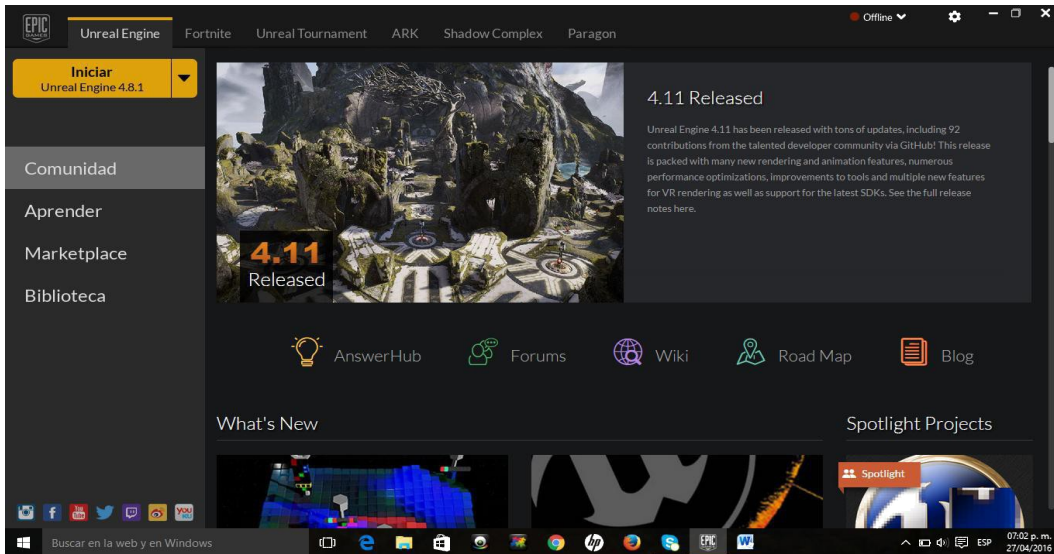 EPIC GAMES
Unreal Engine
Fortnite
Unreal Tournament
ARK
Shadow Complex
Paragon
Offline
Iniciar
Unreal Engine 4.8.1
Comunidad
Aprender
Marketplace
Biblioteca
4.11
Released
4.11 Released
Unreal Engine 4.11 has been released with tons of updates, including 92
contributions from the talented developer community via GitHub! This release
is packed with many new rendering and animation features, numerous
performance optimizations, improvements to tools and multiple new features
for VR rendering as well as support for the latest SDKs. See the full release
notes here.
AnswerHub
Forums
Wiki
Road Map
Blog
What's New
Spotlight Projects
Spotlight
Buscar en la web y en Windows
hp
EPIC
ESP
07:02 p. m.
27/04/2016